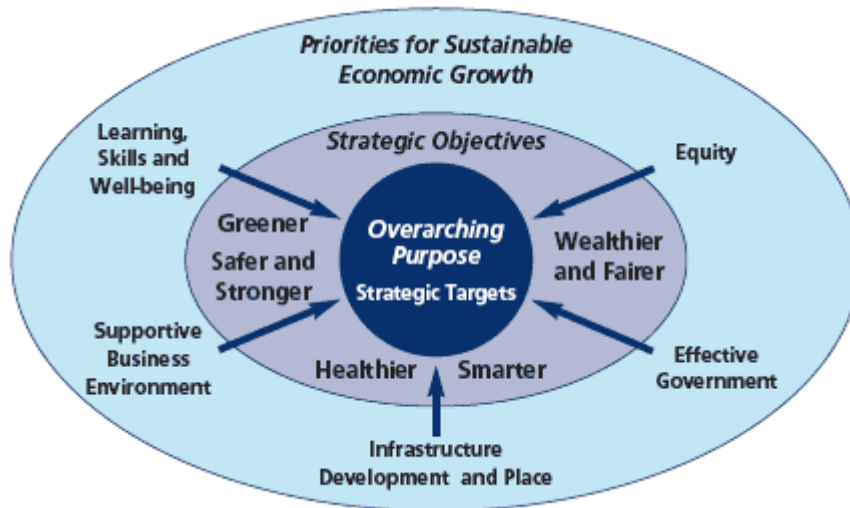 Priorities for Sustainable
Economic Growth
Learning,
Skills and
Well-being
Strategic Objectives
Equity
Greener
Safer and
Stronger
Overarching
Purpose
Strategic Targets
Wealthier
and Fairer
Supportive
Business
Environment
Healthier
Smarter
Effective
Government
Infrastructure
Development and Place